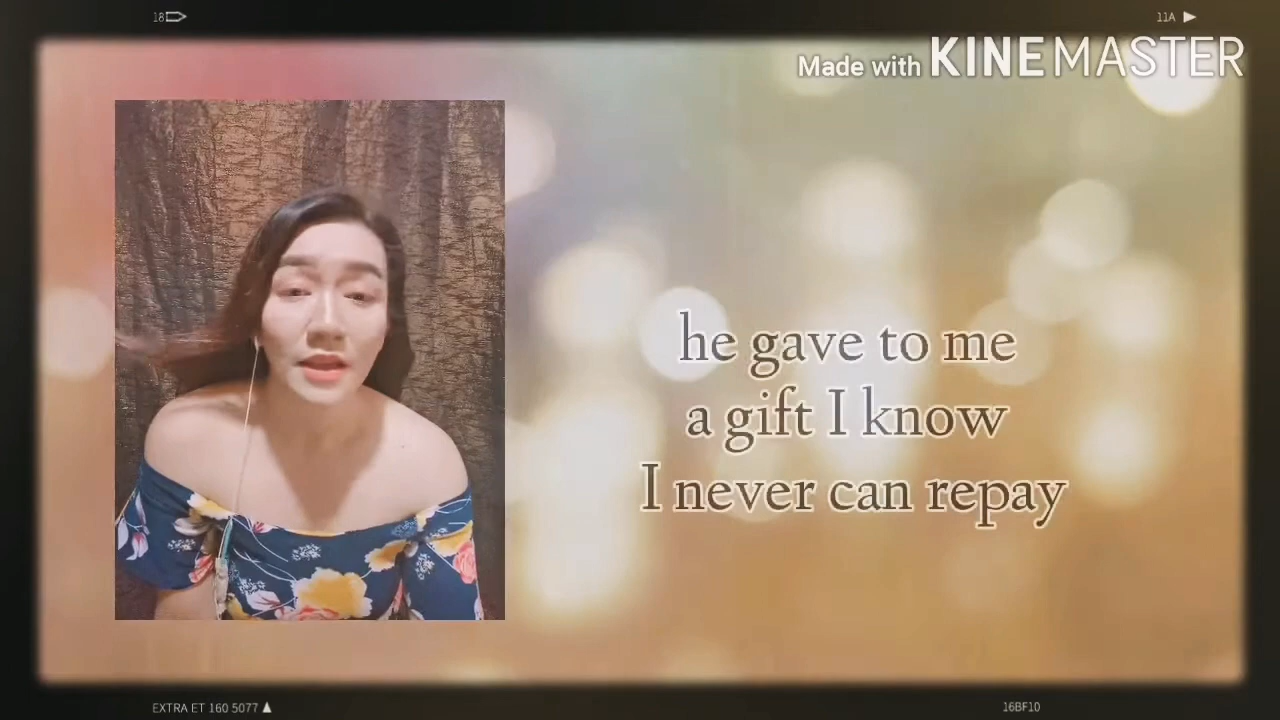 18
11A
Made with KINEMASTER
he gave to me
a gift I know
I never can repay
EXTRA ET 160 5077
16BF10